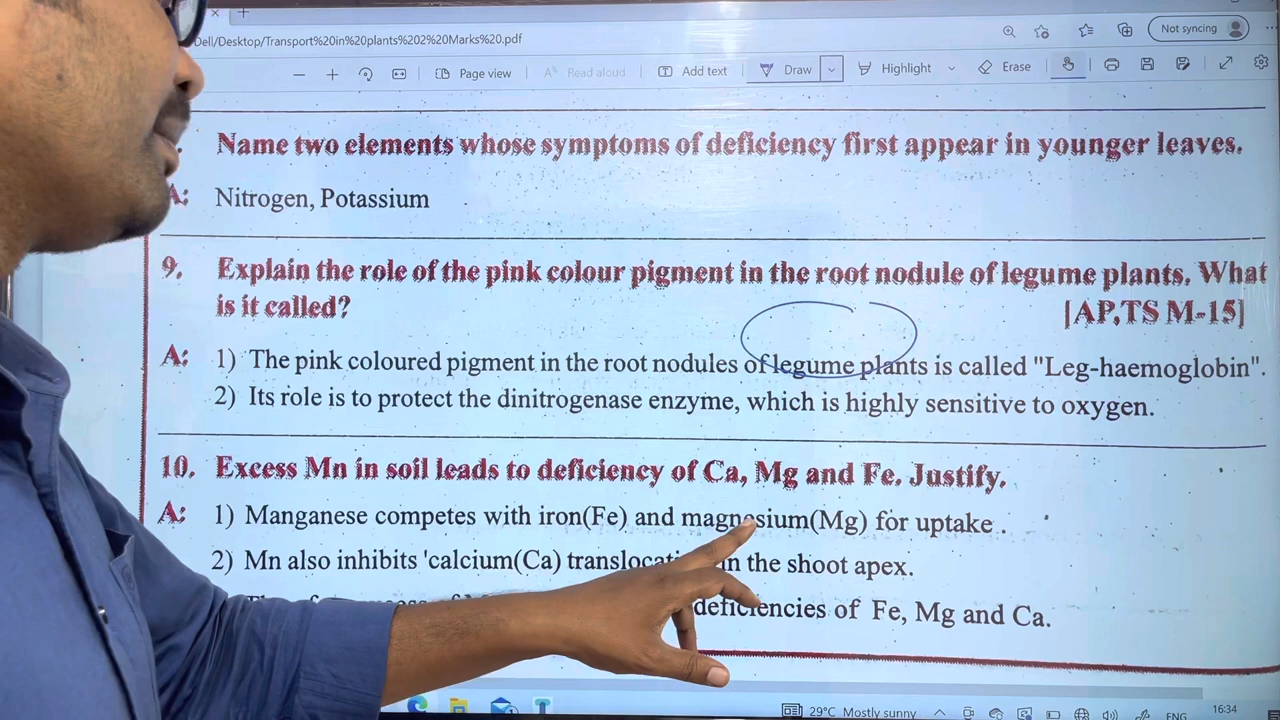 Dell/Desktop/Transport%20in%20plants%202%20Marks%20.pdf
Not syncing
Page view
Read aloud
Add text
Draw
Highlight
Erase
Name two elements whose symptoms of deficiency first appear in younger leaves.
A: Nitrogen, Potassium
9. Explain the role of the pink colour pigment in the root nodule of legume plants. What
is it called? [AP,TS M-15]
A: 1) The pink coloured pigment in the root nodules of legume plants is called "Leg-haemoglobin".
2) Its role is to protect the dinitrogenase enzyme, which is highly sensitive to oxygen.
10. Excess Mn in soil leads to deficiency of Ca, Mg and Fe. Justify.
A: 1) Manganese competes with iron(Fe) and magnesium(Mg) for uptake .
2) Mn also inhibits 'calcium(Ca) in the shoot apex.
deficiencies of Fe, Mg and Ca.
29°C Mostly sunny
ENG
16:34